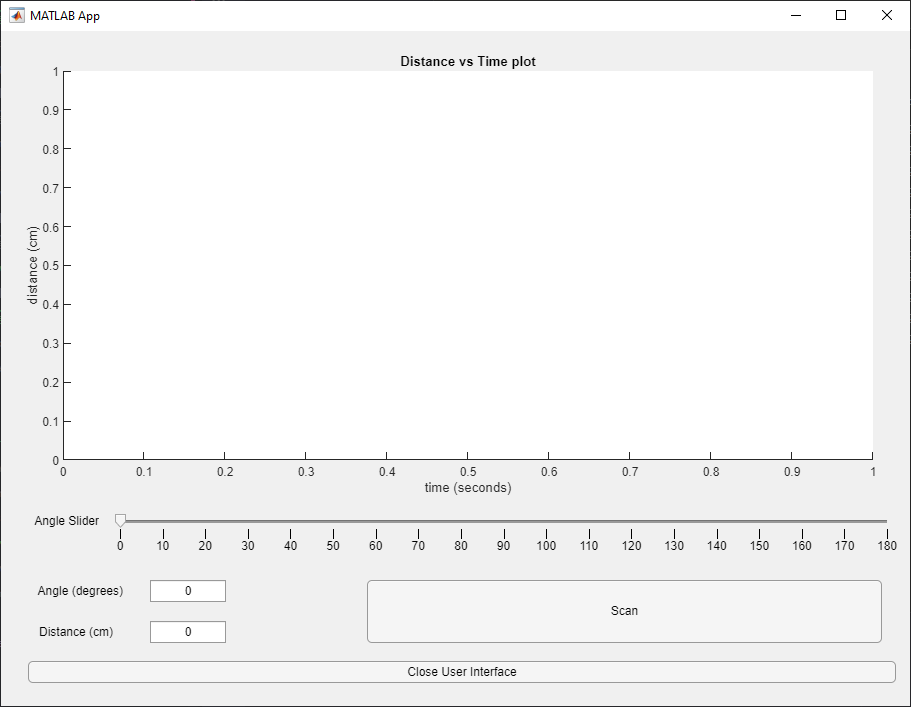 MATLAB App
Distance vs Time plot
1
0.9
0.8
0.7
0.6
0.5
0.4
0.3
0.2
0.1
0
distance (cm)
0 0.1 0.2 0.3 0.4 0.5 0.6 0.7 0.8 0.9 1
time (seconds)
Angle Slider
0 10 20 30 40 50 60 70 80 90 100 110 120 130 140 150 160 170 180
Angle (degrees) 0
Distance (cm) 0
Scan
Close User Interface